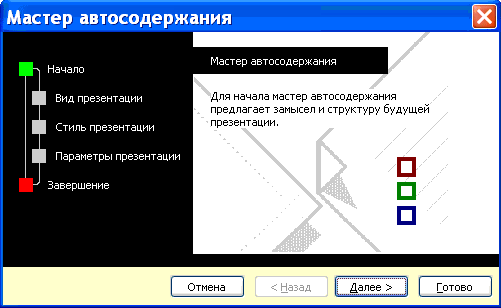 Мастер автосодержания
Начало
Вид презентации
Стиль презентации
Параметры презентации
Завершение
Мастер автосодержания
Для начала мастер автосодержания
предлагает замысел и структуру будущей
презентации.
Отмена
< Назад
Далее >
Готово